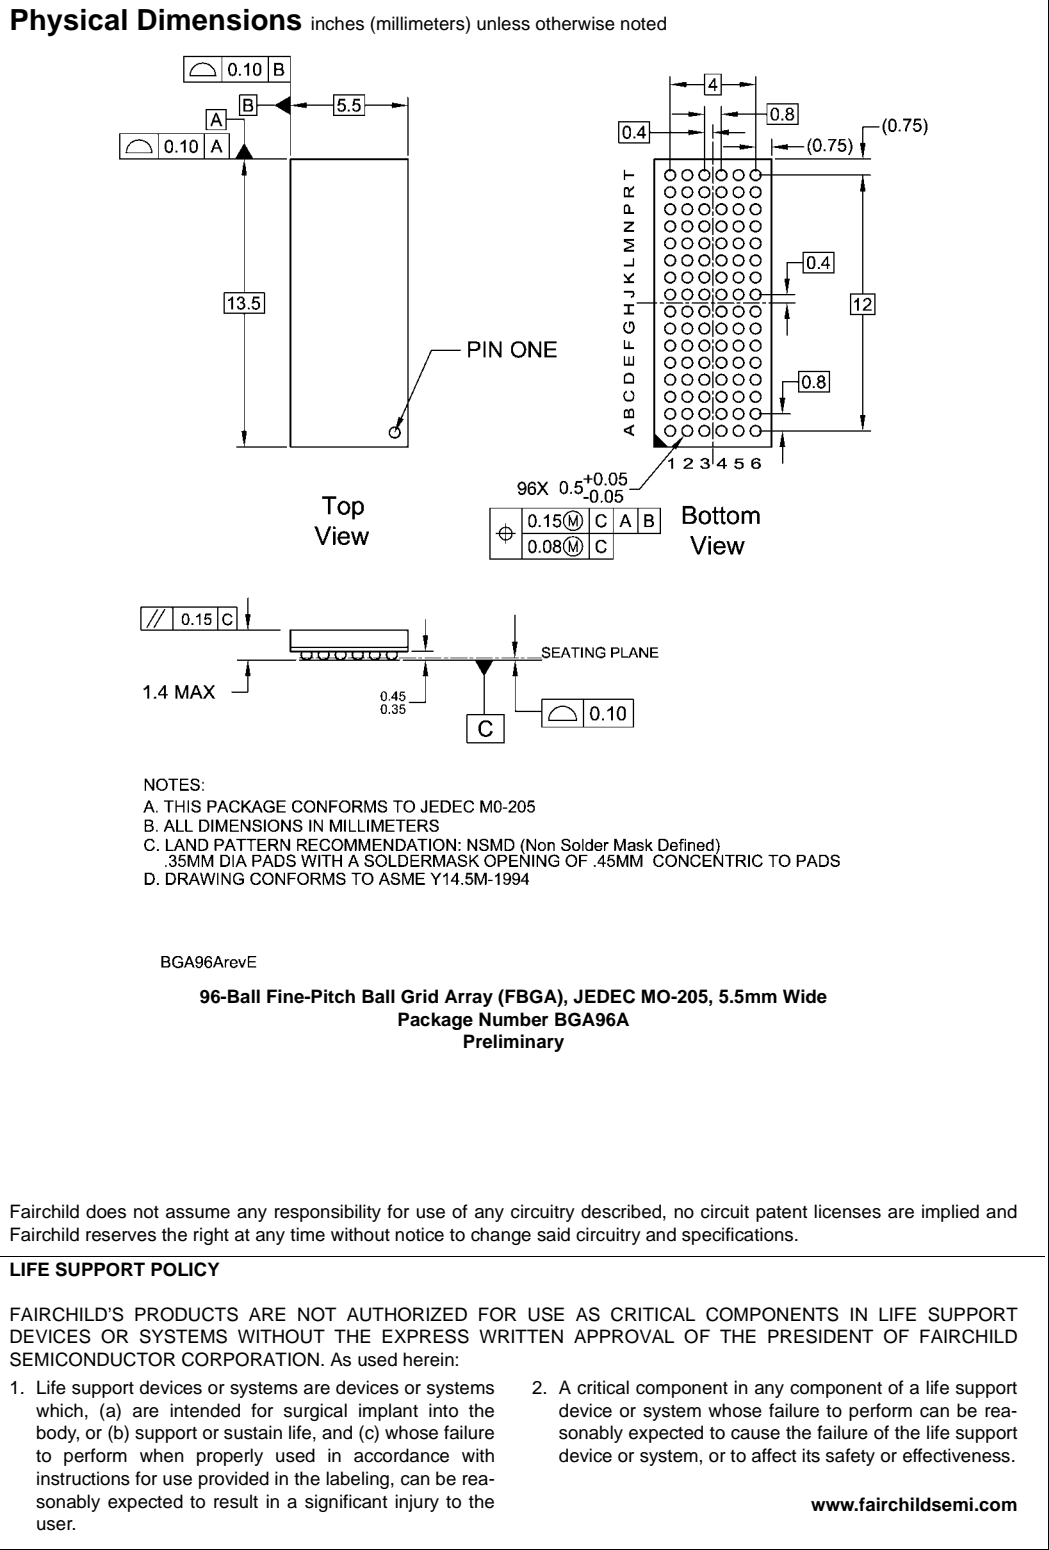 Physical Dimensions inches (millimeters) unless otherwise noted
0.10 B
B 5.5
A
0.10 A
13.5
PIN ONE
Top
View
4
0.8
0.4
(0.75)
(0.75)
T
R
P
N
M
L
K
J
H
G
F
E
D
C
B
A
0.4
12
0.8
1 2 3 4 5 6
96X 0.5 +0.05
-0.05
0.15Ⓜ C A B
0.08Ⓜ C
Bottom
View
// 0.15 C
SEATING PLANE
1.4 MAX
0.45
0.35
0.10
C
NOTES:
A. THIS PACKAGE CONFORMS TO JEDEC M0-205
B. ALL DIMENSIONS IN MILLIMETERS
C. LAND PATTERN RECOMMENDATION: NSMD (Non Solder Mask Defined)
.35MM DIA PADS WITH A SOLDERMASK OPENING OF .45MM CONCENTRIC TO PADS
D. DRAWING CONFORMS TO ASME Y14.5M-1994
BGA96ArevE
96-Ball Fine-Pitch Ball Grid Array (FBGA), JEDEC MO-205, 5.5mm Wide
Package Number BGA96A
Preliminary
Fairchild does not assume any responsibility for use of any circuitry described, no circuit patent licenses are implied and
Fairchild reserves the right at any time without notice to change said circuitry and specifications.
LIFE SUPPORT POLICY
FAIRCHILD'S PRODUCTS ARE NOT AUTHORIZED FOR USE AS CRITICAL COMPONENTS IN LIFE SUPPORT
DEVICES OR SYSTEMS WITHOUT THE EXPRESS WRITTEN APPROVAL OF THE PRESIDENT OF FAIRCHILD
SEMICONDUCTOR CORPORATION. As used herein:
1. Life support devices or systems are devices or systems
which, (a) are intended for surgical implant into the
body, or (b) support or sustain life, and (c) whose failure
to perform when properly used in accordance with
instructions for use provided in the labeling, can be rea-
sonably expected to result in a significant injury to the
user.
2. A critical component in any component of a life support
device or system whose failure to perform can be rea-
sonably expected to cause the failure of the life support
device or system, or to affect its safety or effectiveness.
www.fairchildsemi.com